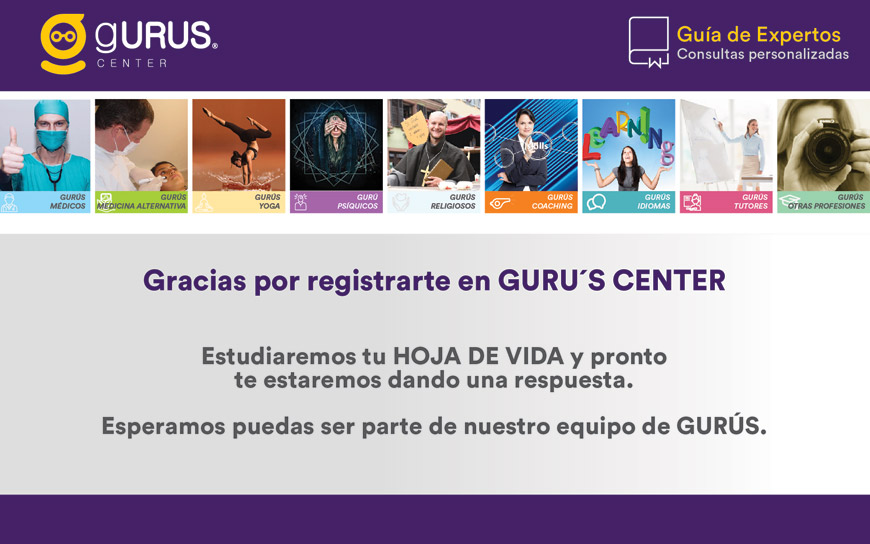 gURUS®
CENTER
Guía de Expertos
Consultas personalizadas
GURÚS
MÉDICOS
GURÚS
MEDICINA ALTERNATIVA
GURÚS
YOGA
GURÚ
PSÍQUICOS
GURÚS
RELIGIOSOS
Skills
GURÚS
COACHING
LEARNING
GURÚS
IDIOMAS
GURÚS
TUTORES
GURÚS
OTRAS PROFESIONES
Gracias por registrarte en GURU´S CENTER
Estudiaremos tu HOJA DE VIDA y pronto
te estaremos dando una respuesta.
Esperamos puedas ser parte de nuestro equipo de GURÚS.